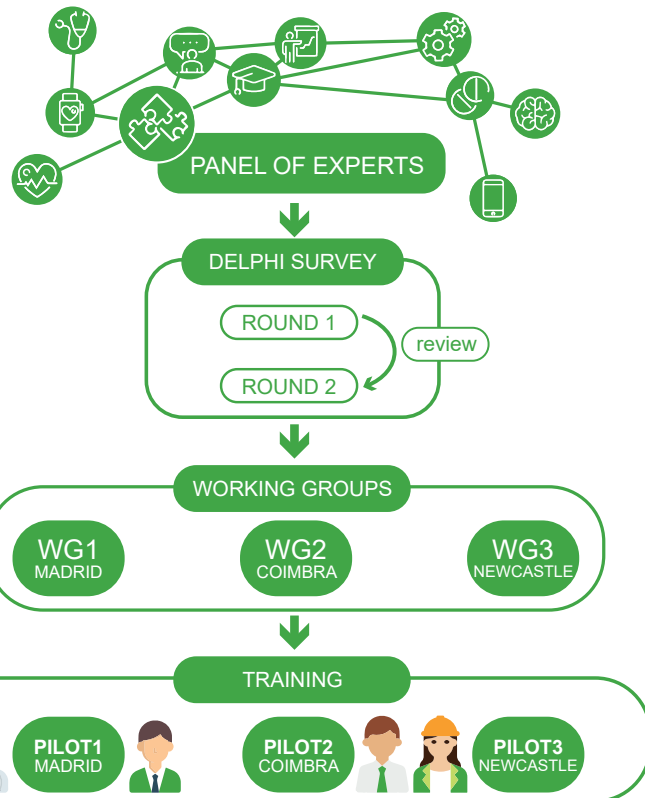 PANEL OF EXPERTS
DELPHI SURVEY
ROUND 1
review
ROUND 2
WORKING GROUPS
WG1
MADRID
WG2
COIMBRA
WG3
NEWCASTLE
TRAINING
PILOT1
MADRID
PILOT2
COIMBRA
PILOT3
NEWCASTLE